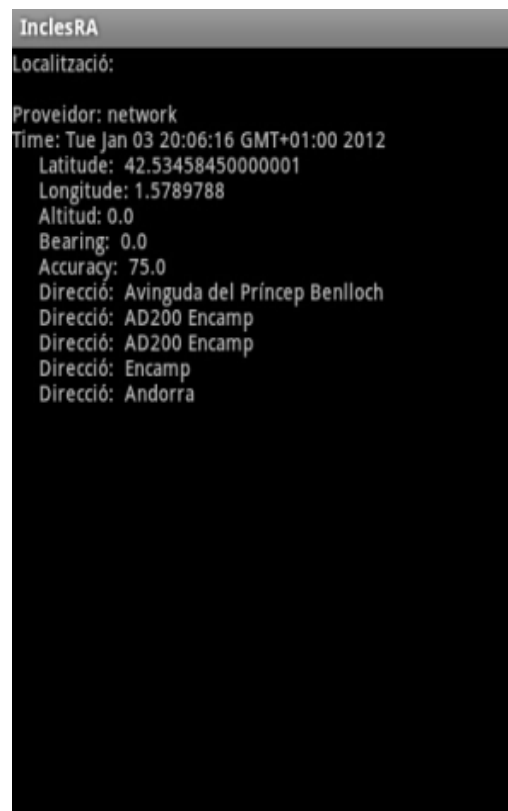 InclesRA
Localització:
Proveidor: network
Time: Tue Jan 03 20:06:16 GMT+01:00 2012
Latitude: 42.53458450000001
Longitude: 1.5789788
Altitud: 0.0
Bearing: 0.0
Accuracy: 75.0
Direcció: Avinguda del Príncep Benlloch
Direcció: AD200 Encamp
Direcció: AD200 Encamp
Direcció: Encamp
Direcció: Andorra